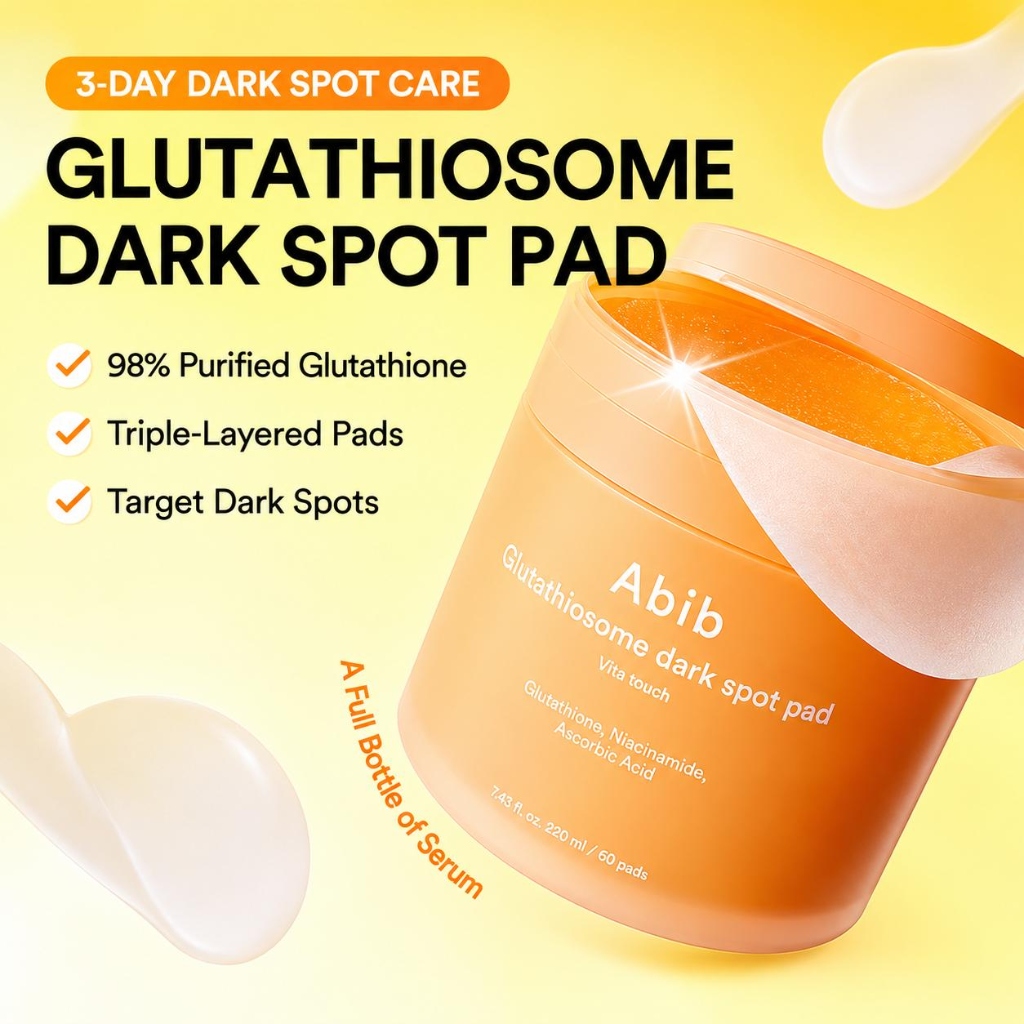 3-DAY DARK SPOT CARE
GLUTATHIOSOME
DARK SPOT PAD
98% Purified Glutathione
Triple-Layered Pads
Target Dark Spots
A Full Bottle of Serum
Abib
Glutathiosome dark spot pad
Vita touch
Glutathione, Niacinamide,
Ascorbic Acid
7.43 fl. oz. 220 ml / 60 pads